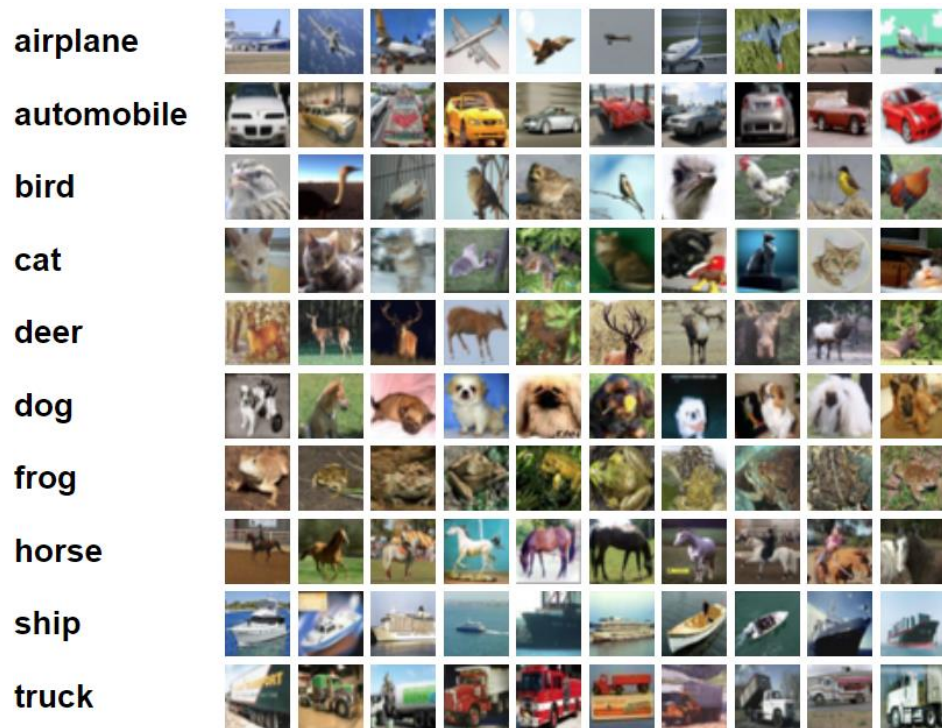 airplane
automobile
bird
cat
deer
dog
frog
horse
ship
truck